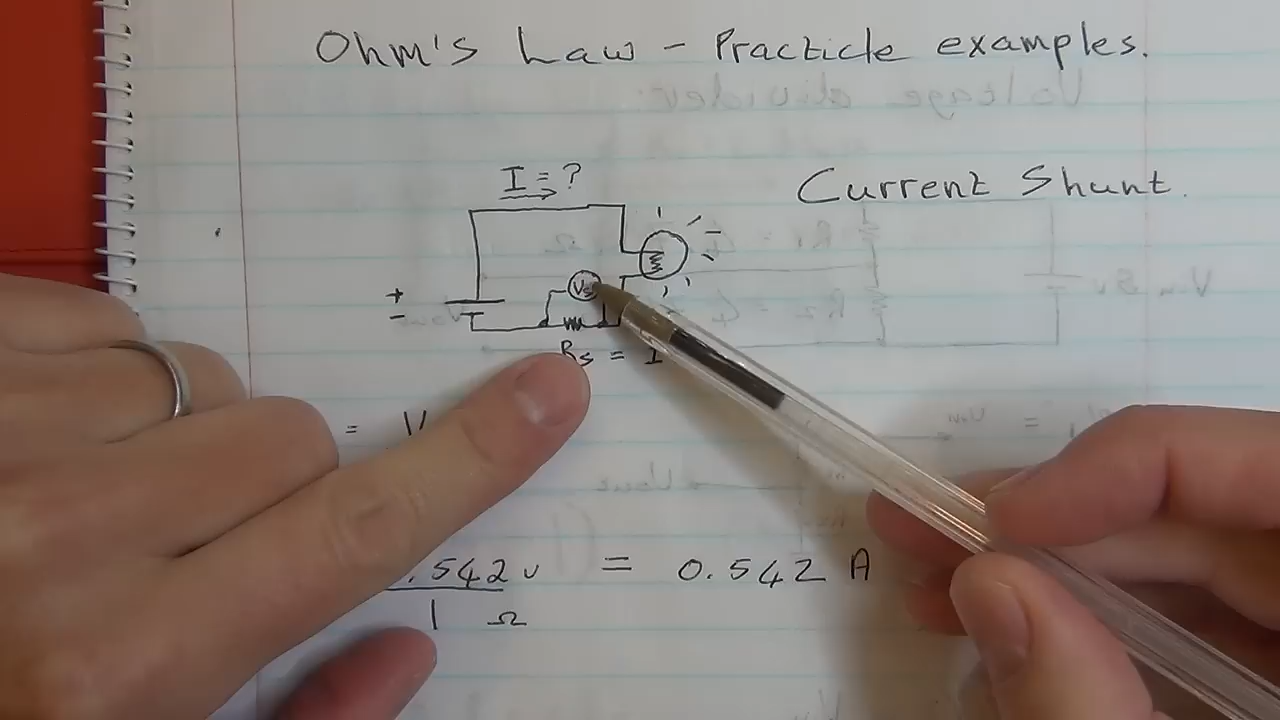 Ohm's Law - Practicle examples.
Current Shunt.
I = ?
+
-
Vs
Rs = 1
= V
.542 v = 0.542 A
1 Ω